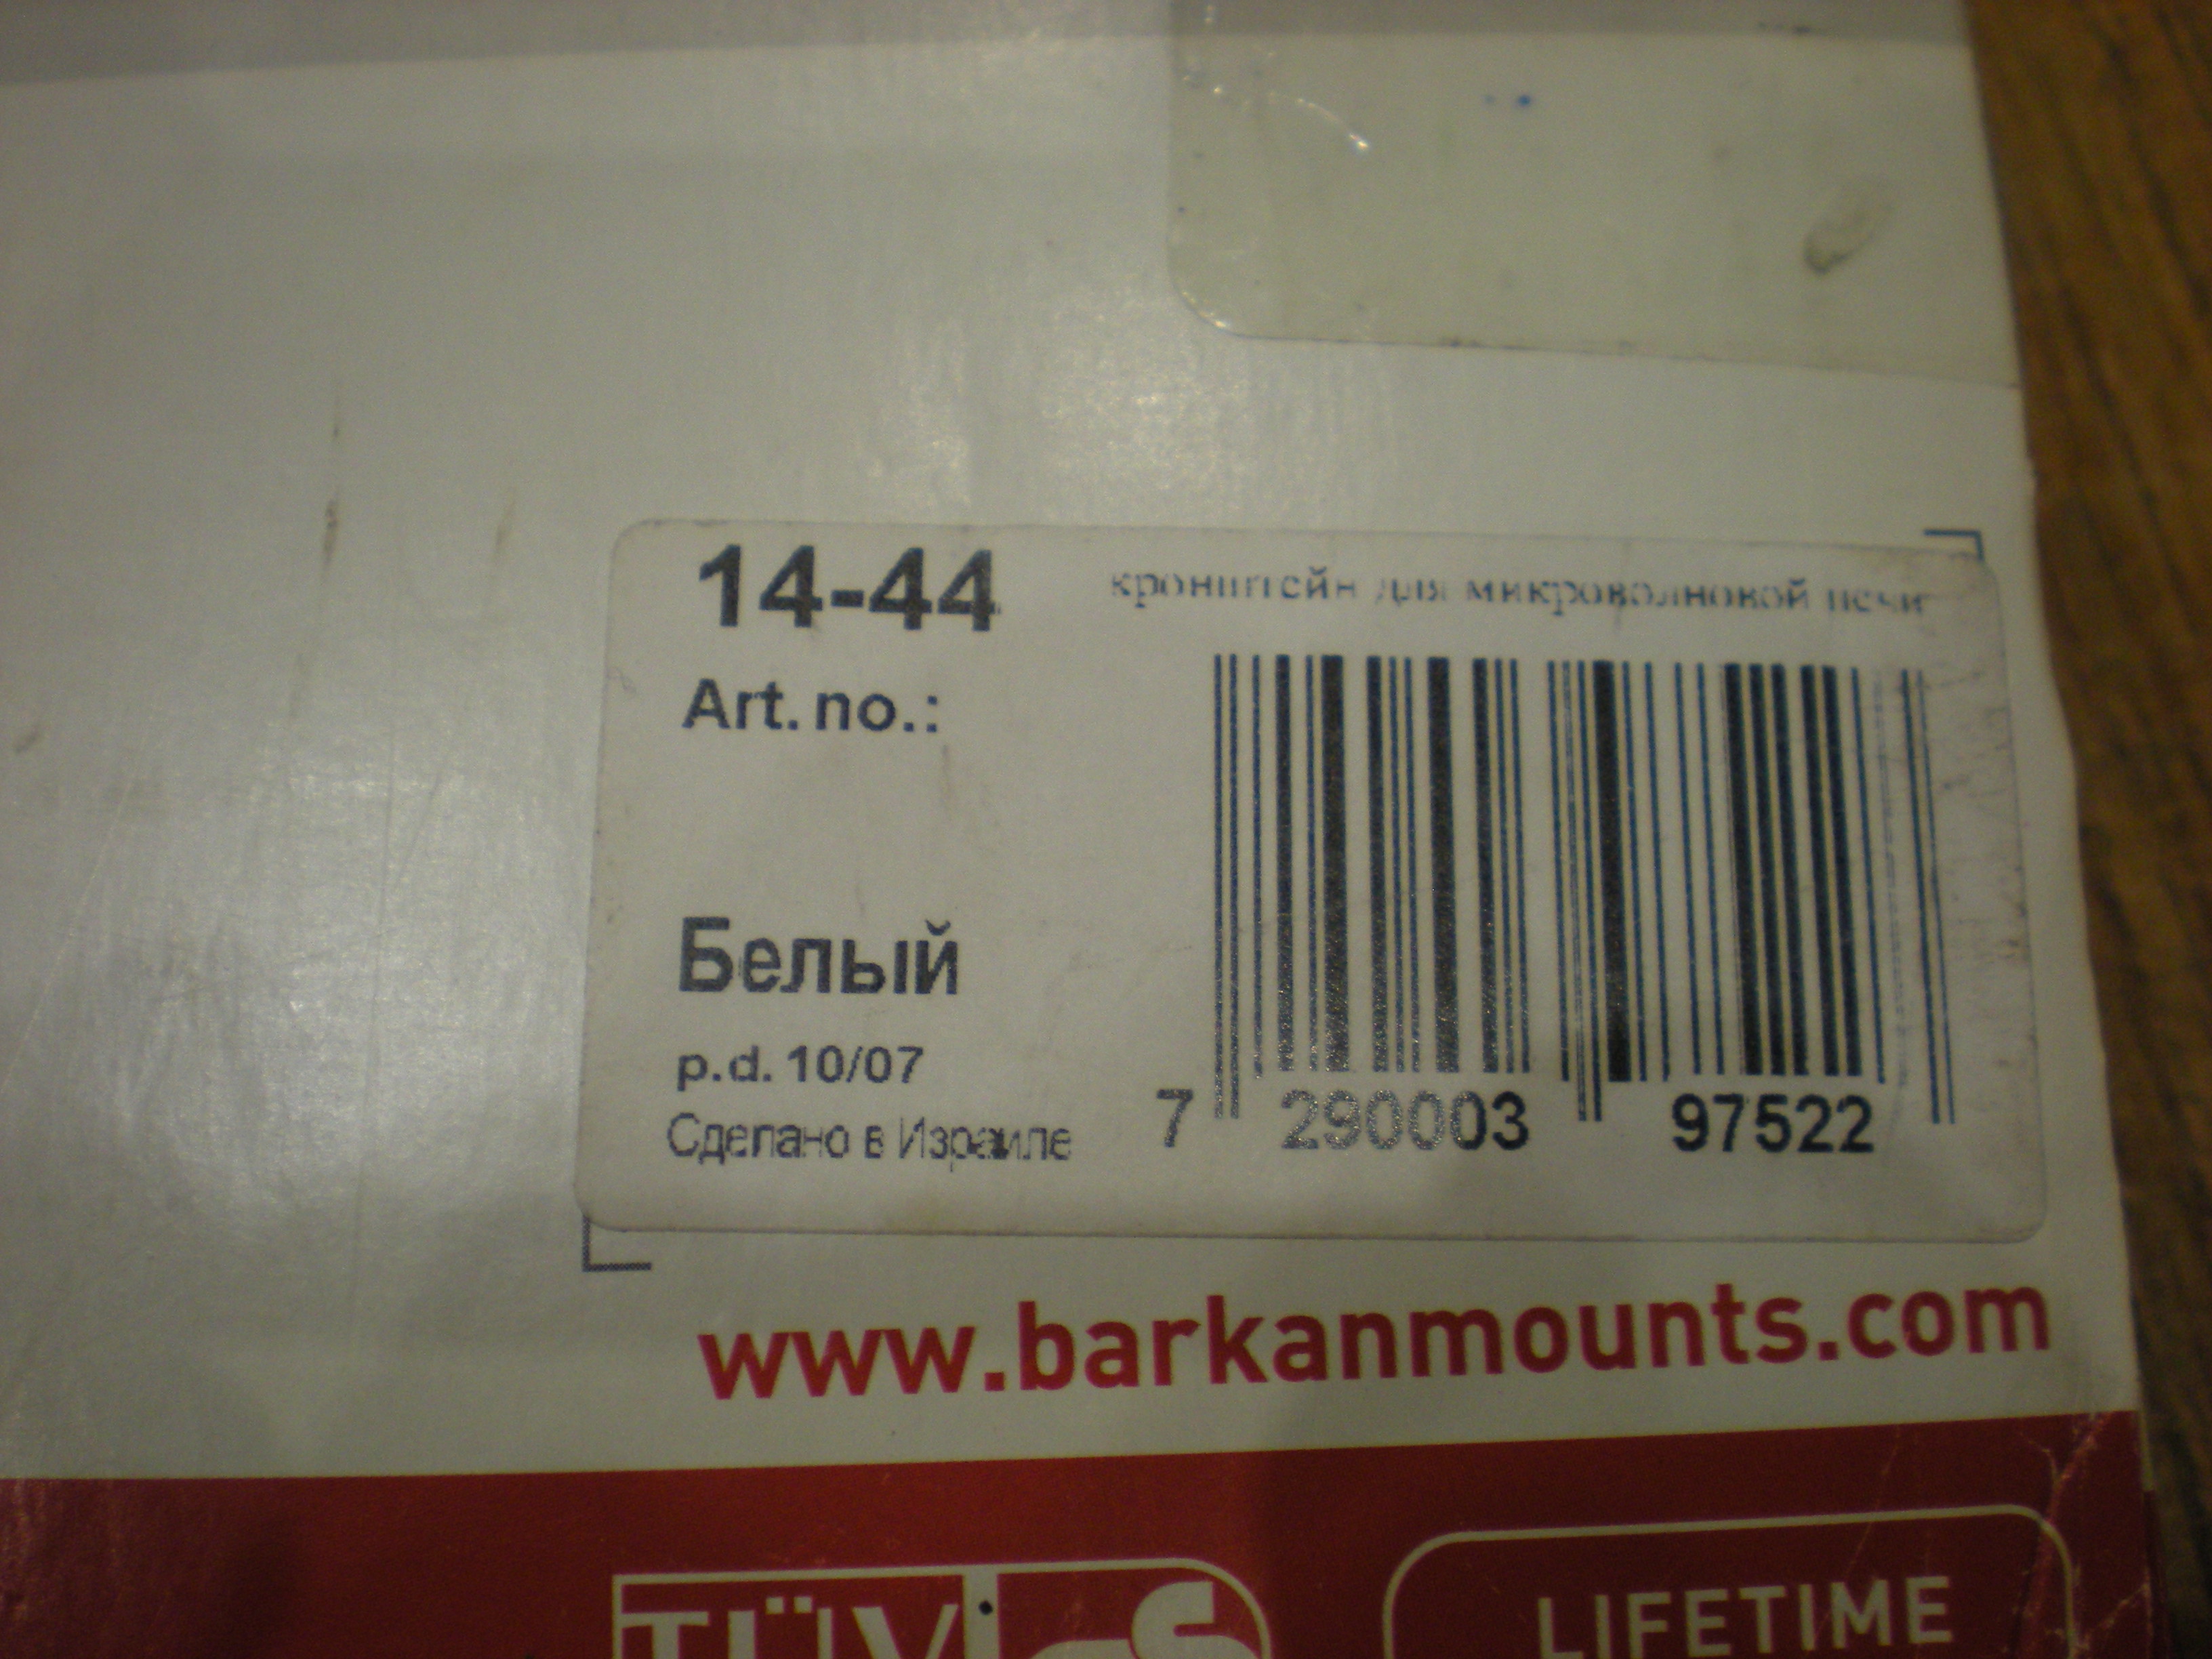 14-44
кронштейн для микроволновой печи
Art. no.:
Белый
p.d. 10/07
Сделано в Израиле
7 290003 97522
www.barkanmounts.com
TÜV
LIFETIME